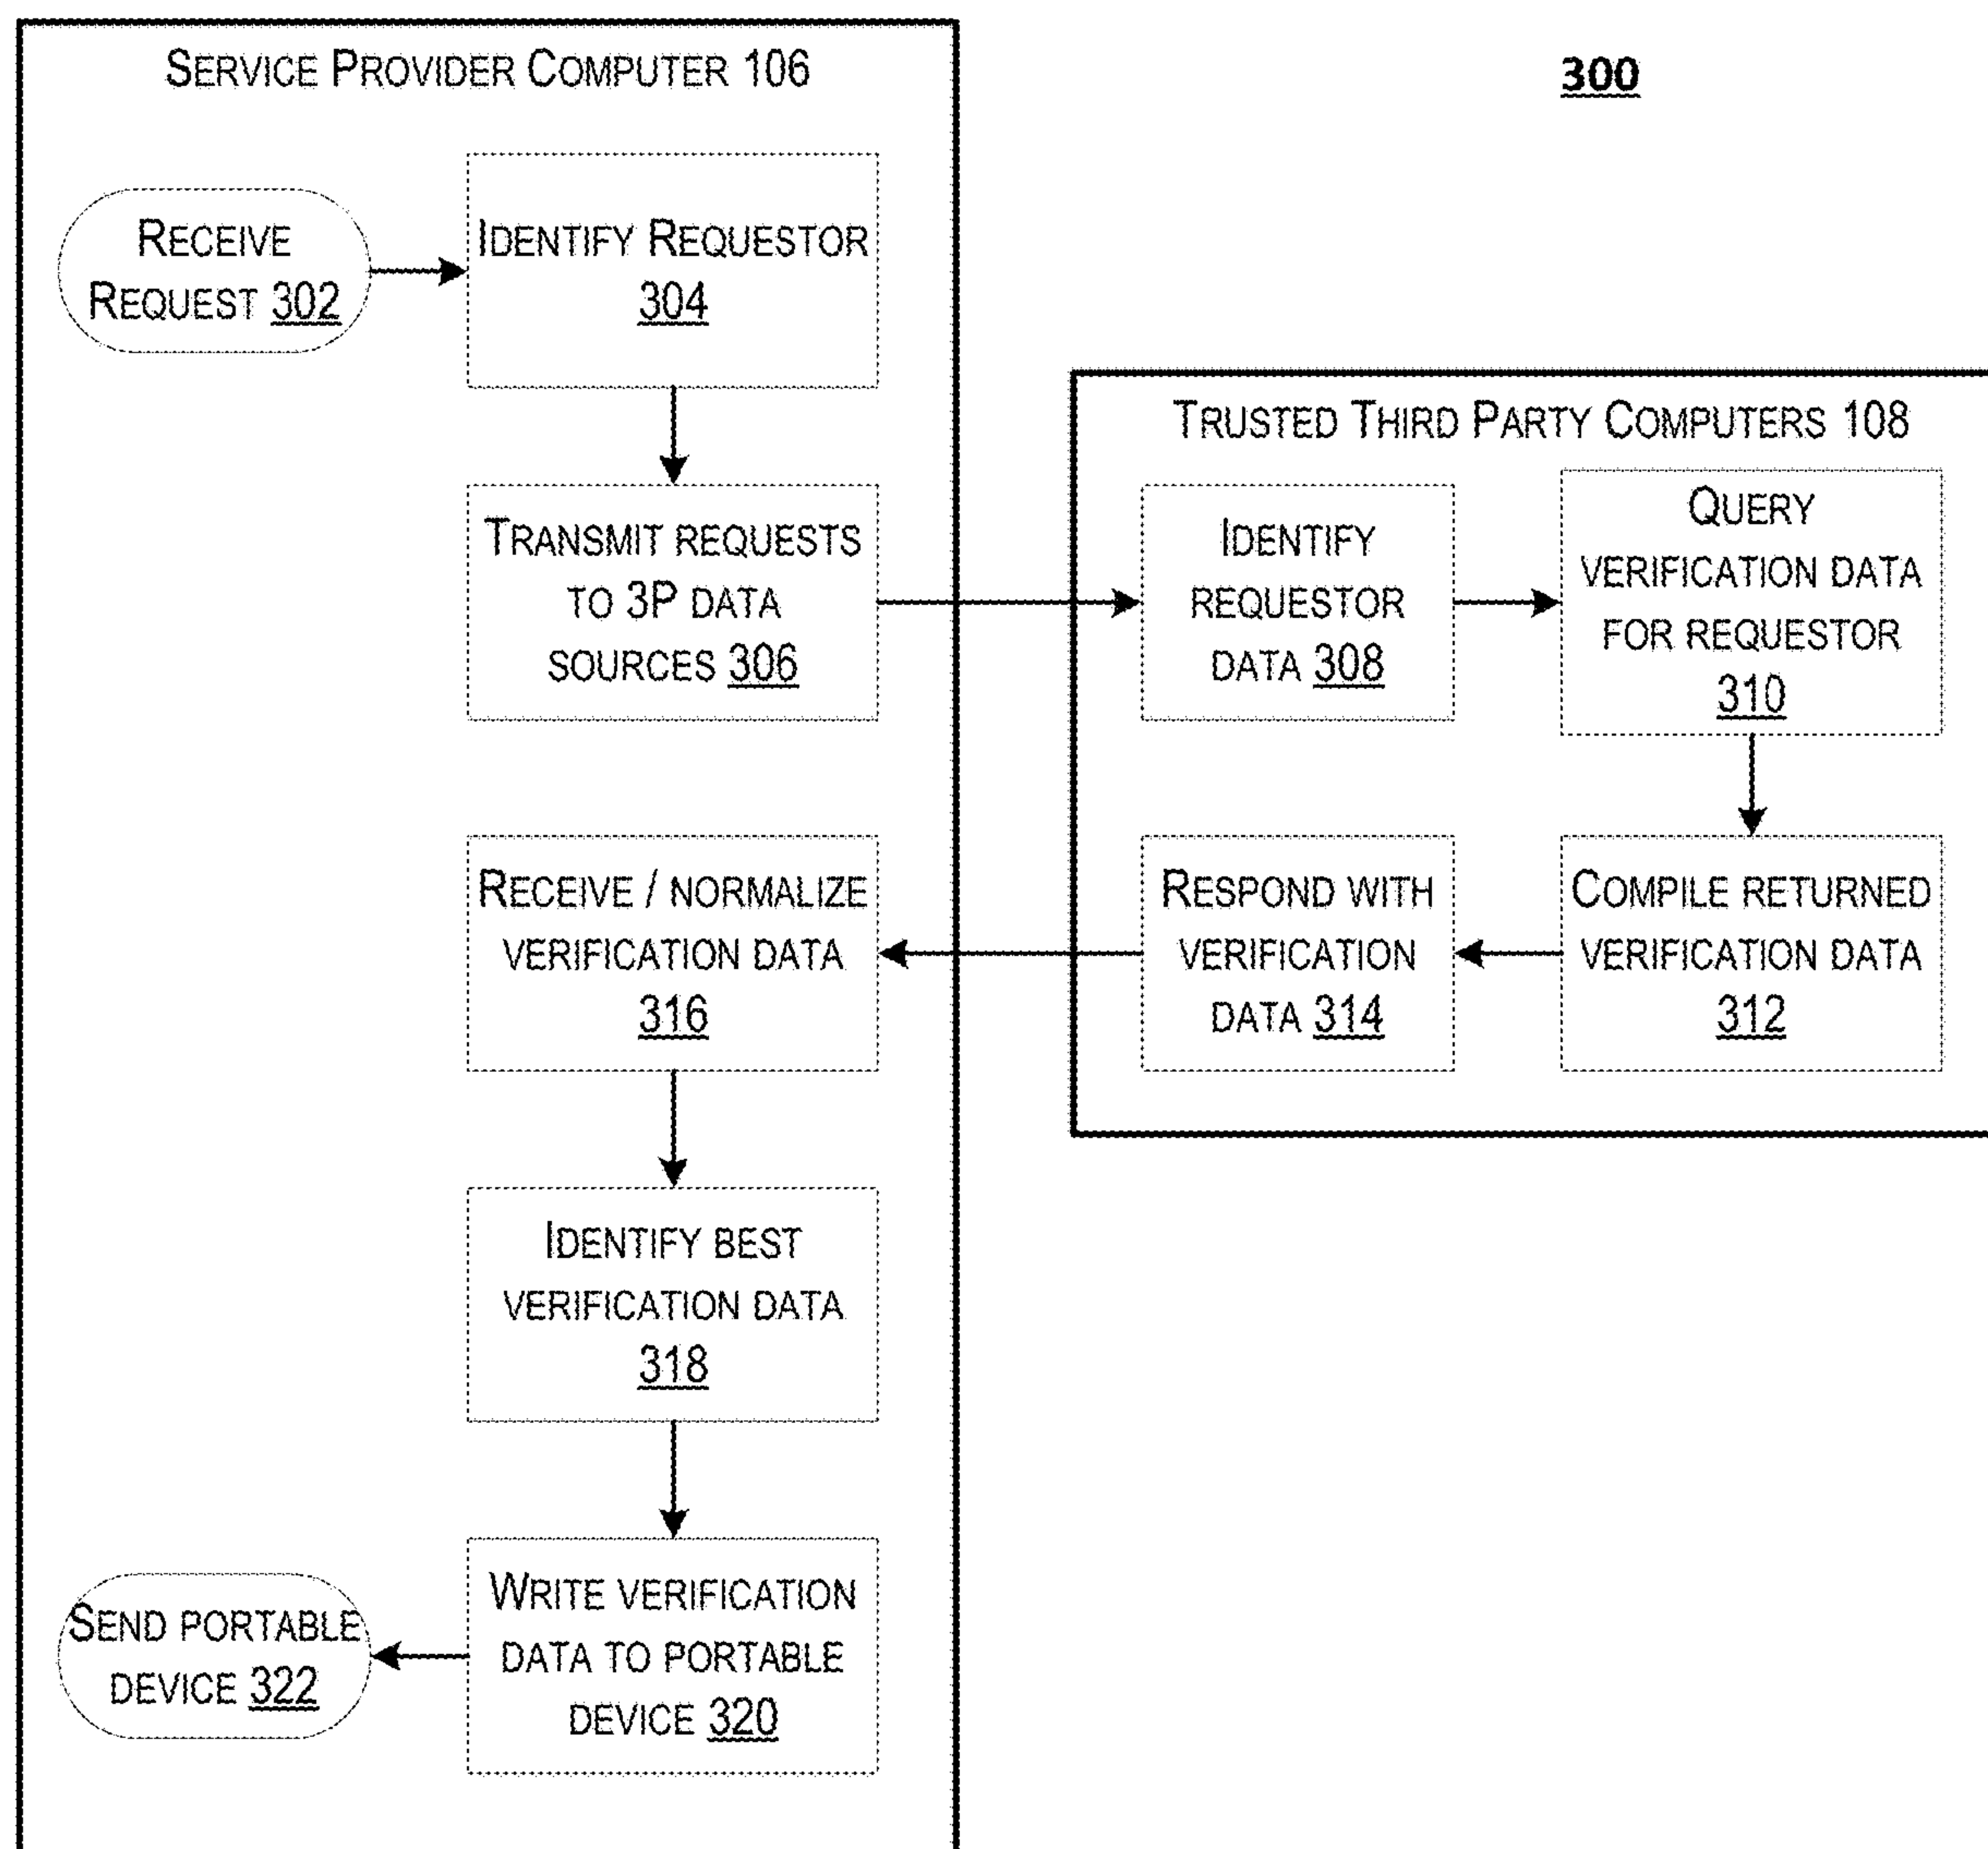 SERVICE PROVIDER COMPUTER 106
300
RECEIVE
REQUEST 302
IDENTIFY REQUESTOR
304
TRANSMIT REQUESTS
TO 3P DATA
SOURCES 306
TRUSTED THIRD PARTY COMPUTERS 108
IDENTIFY
REQUESTOR
DATA 308
QUERY
VERIFICATION DATA
FOR REQUESTOR
310
COMPILE RETURNED
VERIFICATION DATA
312
RESPOND WITH
VERIFICATION
DATA 314
RECEIVE / NORMALIZE
VERIFICATION DATA
316
IDENTIFY BEST
VERIFICATION DATA
318
WRITE VERIFICATION
DATA TO PORTABLE
DEVICE 320
SEND PORTABLE
DEVICE 322